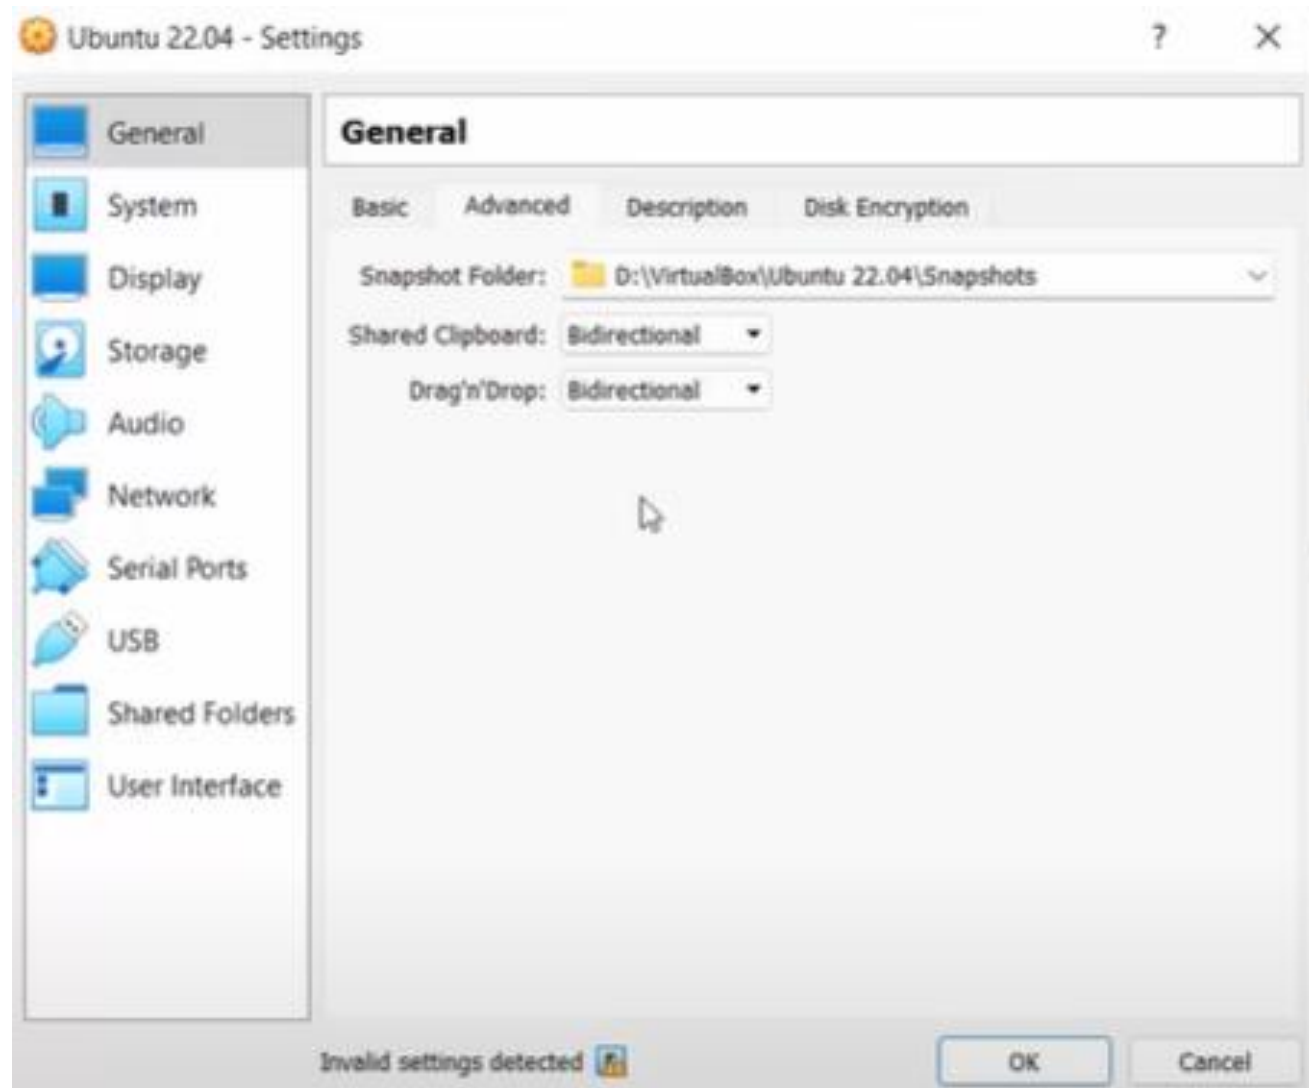 Ubuntu 22.04 - Settings ?
General
System
Display
Storage
Audio
Network
Serial Ports
USB
Shared Folders
User Interface
General
Basic Advanced Description Disk Encryption
Snapshot Folder: D:\VirtualBox\Ubuntu 22.04\Snapshots
Shared Clipboard: Bidirectional
Drag'n'Drop: Bidirectional
Invalid settings detected OK Cancel